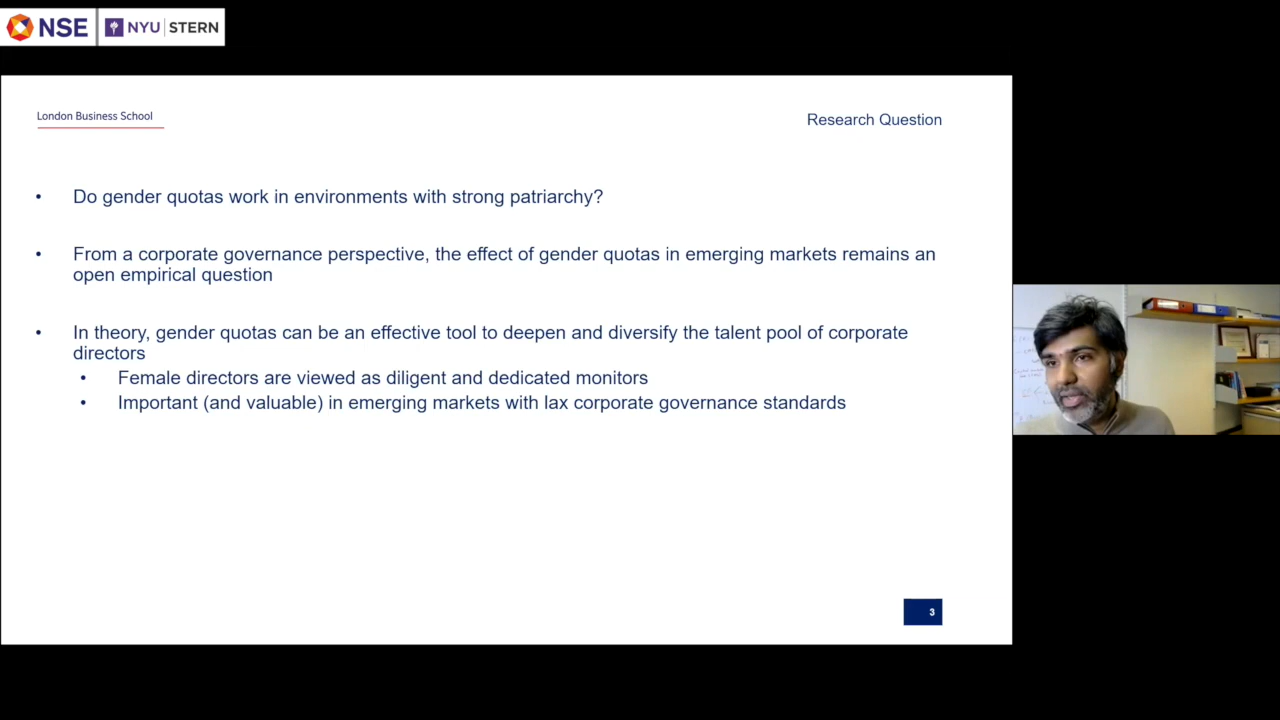 NSE NYU STERN
London Business School
Research Question
• Do gender quotas work in environments with strong patriarchy?
• From a corporate governance perspective, the effect of gender quotas in emerging markets remains an
open empirical question
• In theory, gender quotas can be an effective tool to deepen and diversify the talent pool of corporate
directors
• Female directors are viewed as diligent and dedicated monitors
• Important (and valuable) in emerging markets with lax corporate governance standards
3